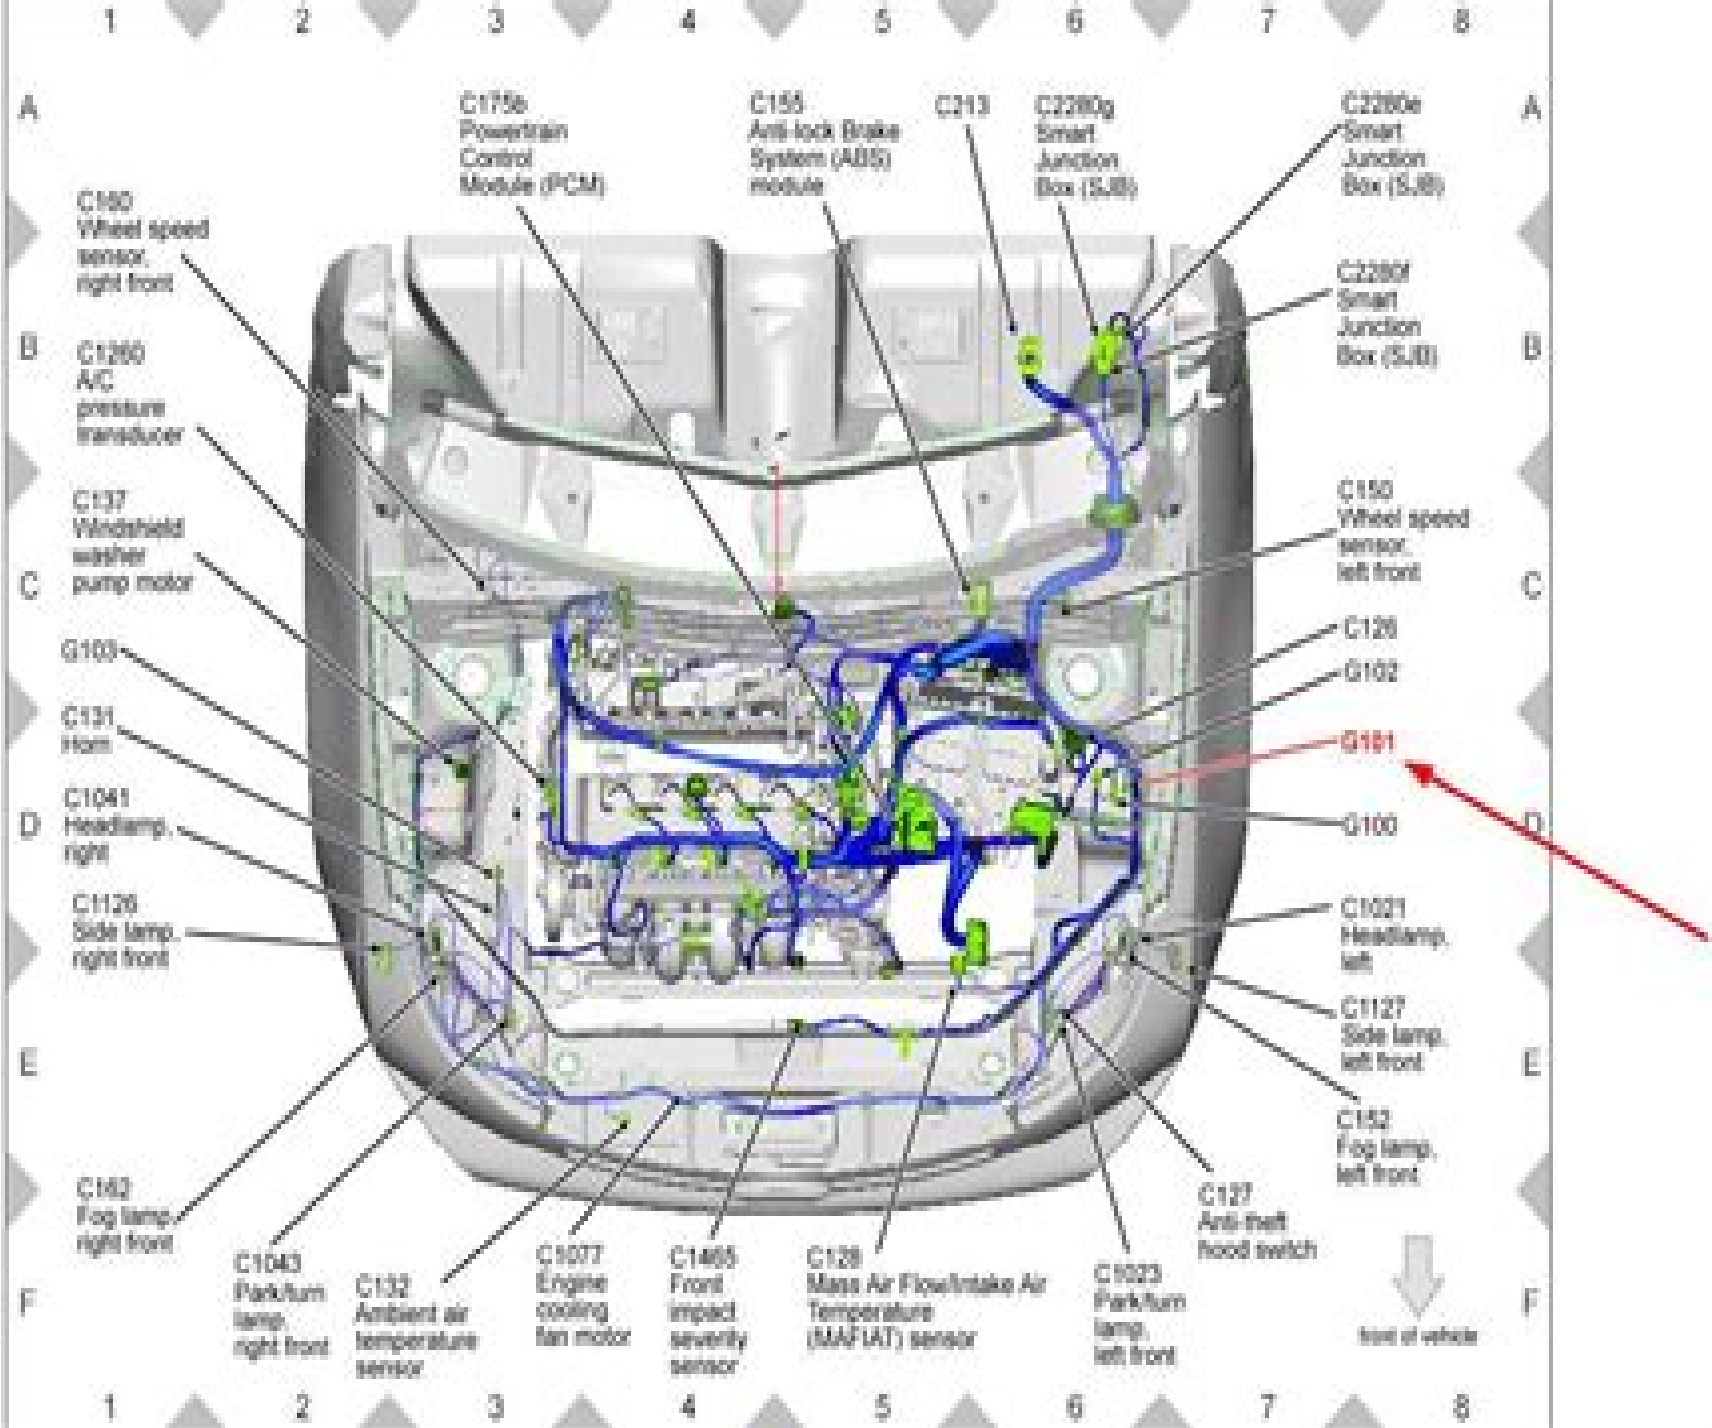 1 2 3 4 5 6 7 8
A
A
C175b
Powertrain
Control
Module (PCM)
C155
Anti-lock Brake
System (ABS)
module
C213
C2280g
Smart
Junction
Box (SJB)
C2280e
Smart
Junction
Box (SJB)
C160
Wheel speed
sensor,
right front
C2280f
Smart
Junction
Box (SJB)
B
B
C1260
A/C
pressure
transducer
C137
Windshield
washer
pump motor
C150
Wheel speed
sensor,
left front
C
C
G103
C126
G102
C131
Horn
G101
C1041
Headlamp,
right
D
G100
D
C1126
Side lamp,
right front
C1021
Headlamp,
left
C1127
Side lamp,
left front
E
E
C152
Fog lamp,
left front
C162
Fog lamp,
right front
C127
Anti-theft
hood switch
C1043
Park/turn
lamp,
right front
C132
Ambient air
temperature
sensor
C1077
Engine
cooling
fan motor
C1465
Front
impact
severity
sensor
C128
Mass Air Flow/Intake Air
Temperature
(MAF/IAT) sensor
C1023
Park/turn
lamp,
left front
F
F
front of vehicle
1 2 3 4 5 6 7 8